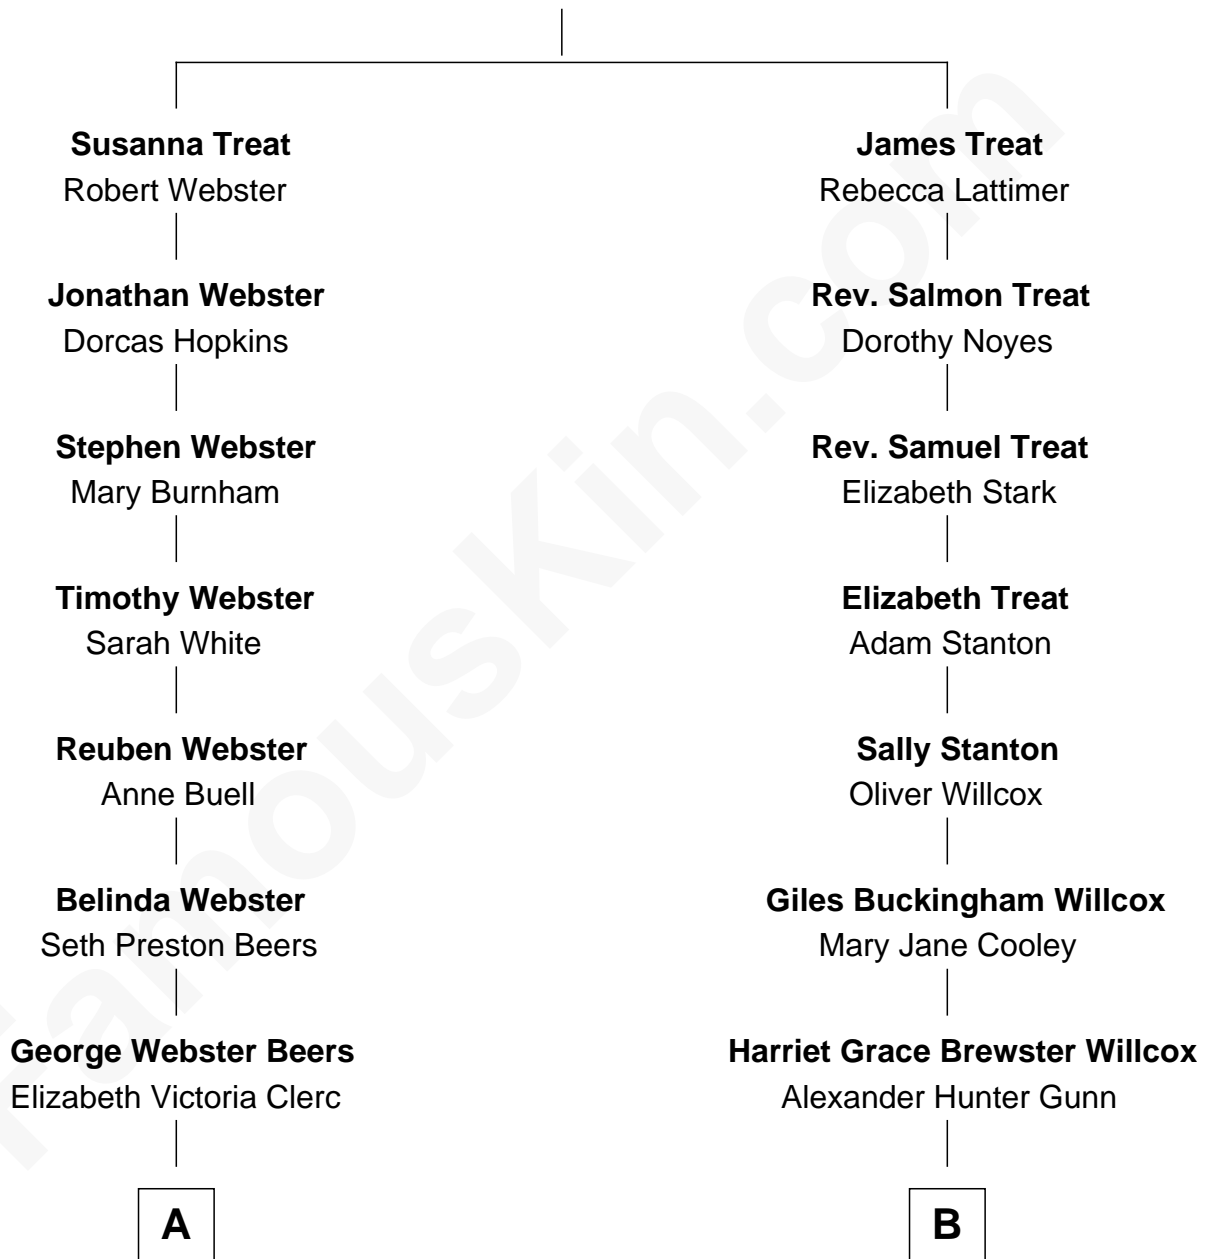 Susanna Treat
Robert Webster
Jonathan Webster
Dorcas Hopkins
Stephen Webster
Mary Burnham
Timothy Webster
Sarah White
Reuben Webster
Anne Buell
Belinda Webster
Seth Preston Beers
George Webster Beers
Elizabeth Victoria Clerc
A
James Treat
Rebecca Lattimer
Rev. Salmon Treat
Dorothy Noyes
Rev. Samuel Treat
Elizabeth Stark
Elizabeth Treat
Adam Stanton
Sally Stanton
Oliver Willcox
Giles Buckingham Willcox
Mary Jane Cooley
Harriet Grace Brewster Willcox
Alexander Hunter Gunn
B
FamousKin.com